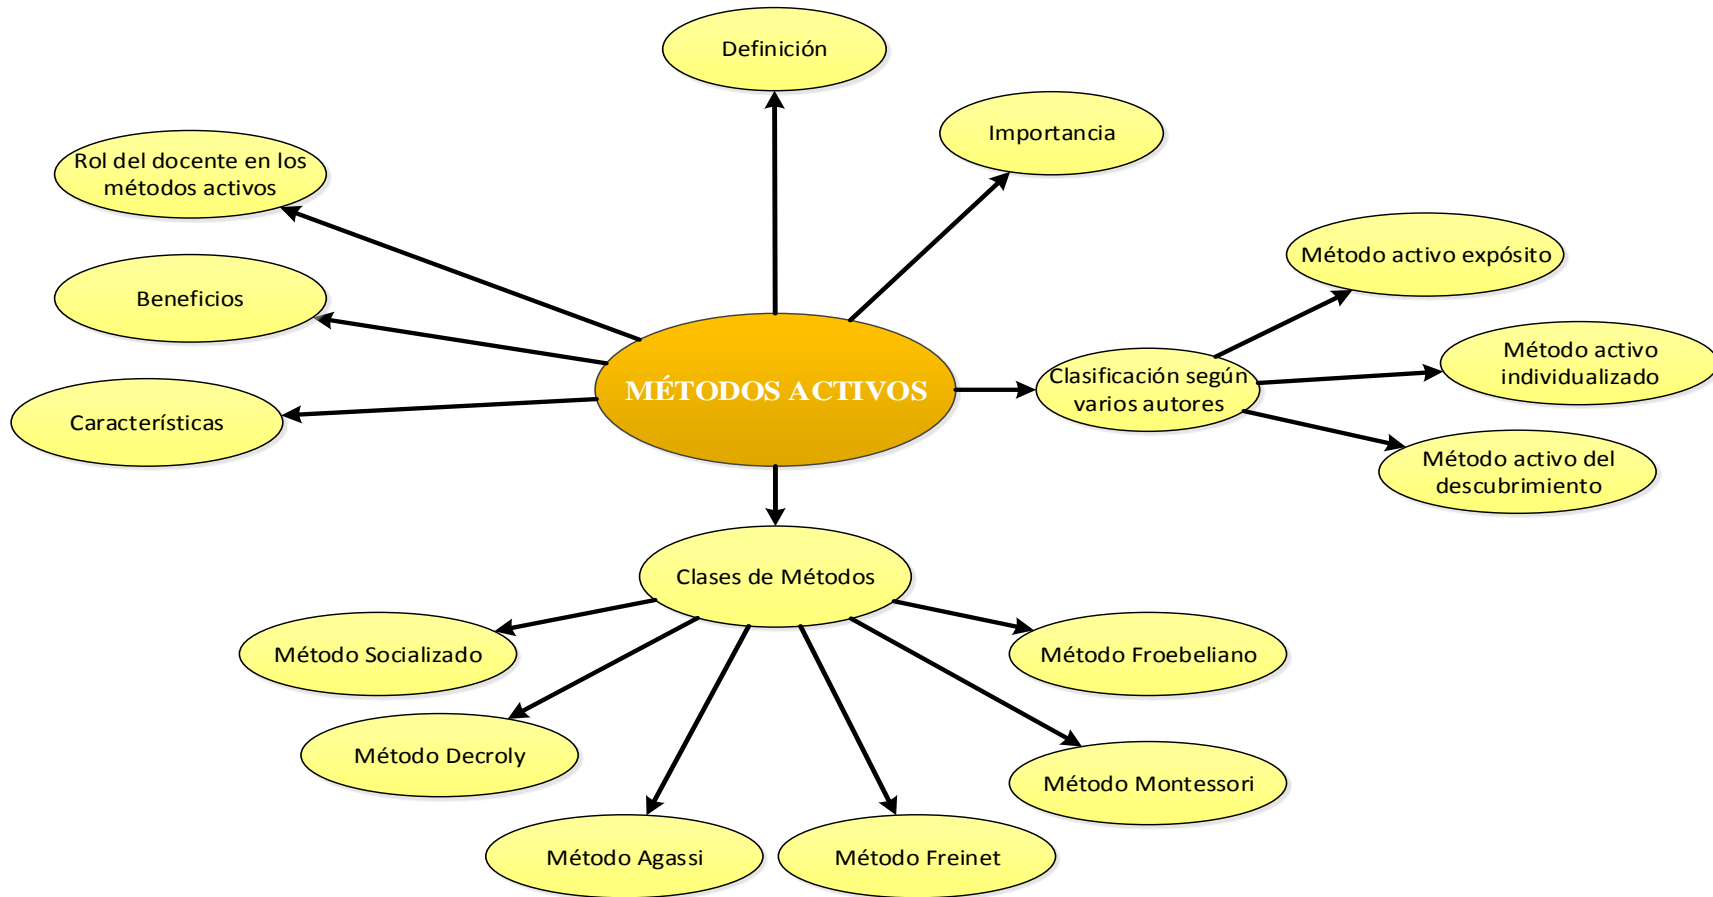 Definición
Importancia
Rol del docente en los
métodos activos
Método activo expósito
Beneficios
Método activo
individualizado
MÉTODOS ACTIVOS
Clasificación según
varios autores
Características
Método activo del
descubrimiento
Clases de Métodos
Método Socializado
Método Froebeliano
Método Decroly
Método Montessori
Método Agassi
Método Freinet